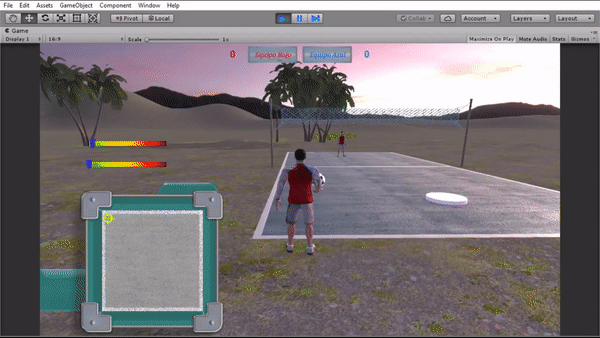 File Edit Assets GameObject Component Window Help
Pivot Local Collab Account Layers Layout
Game
Display 1 16:9 Scale 1x Maximize On Play Mute Audio Stats Gizmos
0 Equipo Rojo Equipo Azul 0